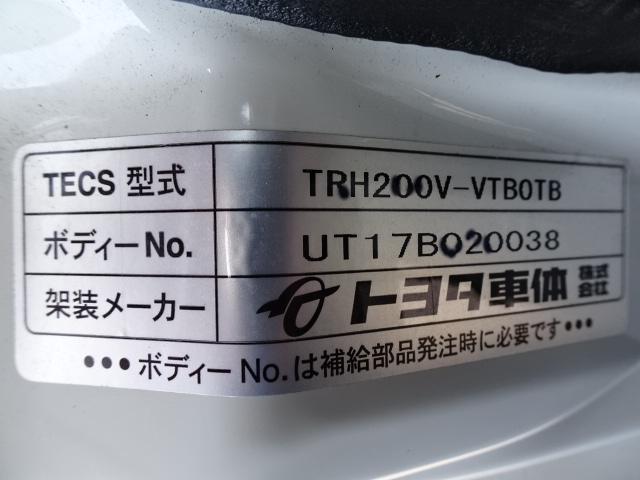 TECS 型式 TRH200V-VTB0TB
ボディーNo. UT17B020038
架装メーカー トヨタ車体 株式会社
•••ボディーNo.は補給部品発注時に必要です•••